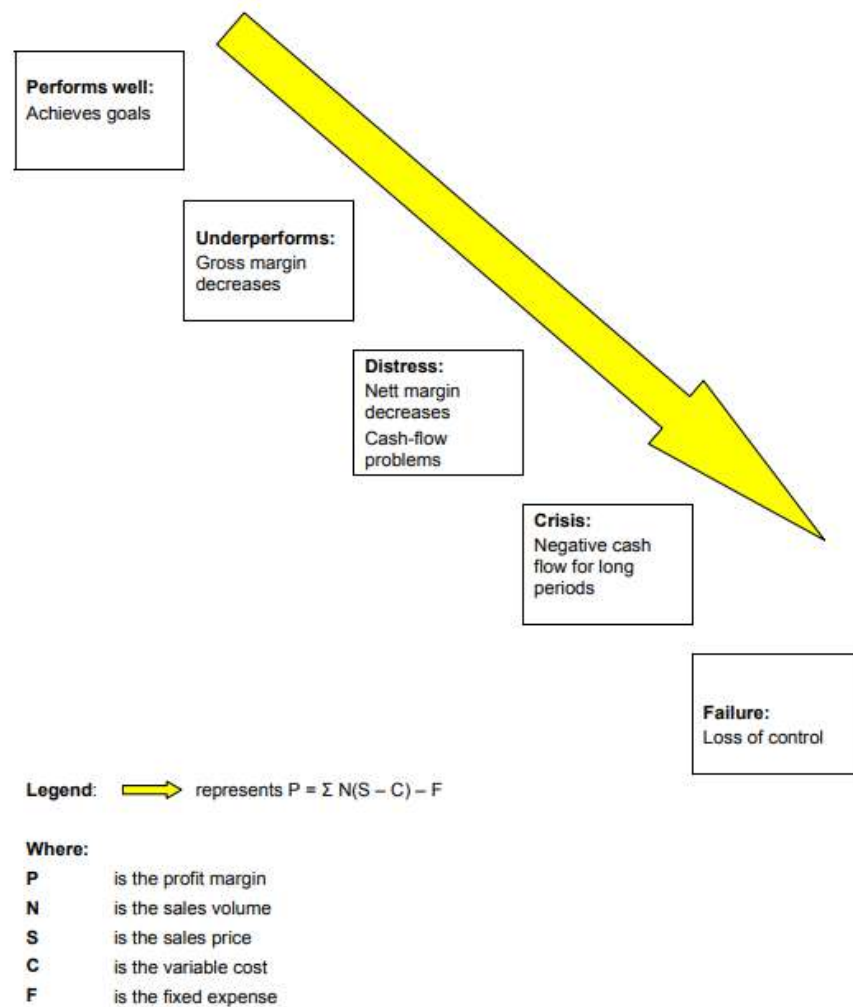 Performs well:
Achieves goals
Underperforms:
Gross margin
decreases
Distress:
Nett margin
decreases
Cash-flow
problems
Crisis:
Negative cash
flow for long
periods
Failure:
Loss of control
Legend: represents P = Σ N(S – C) – F
Where:
P is the profit margin
N is the sales volume
S is the sales price
C is the variable cost
F is the fixed expense